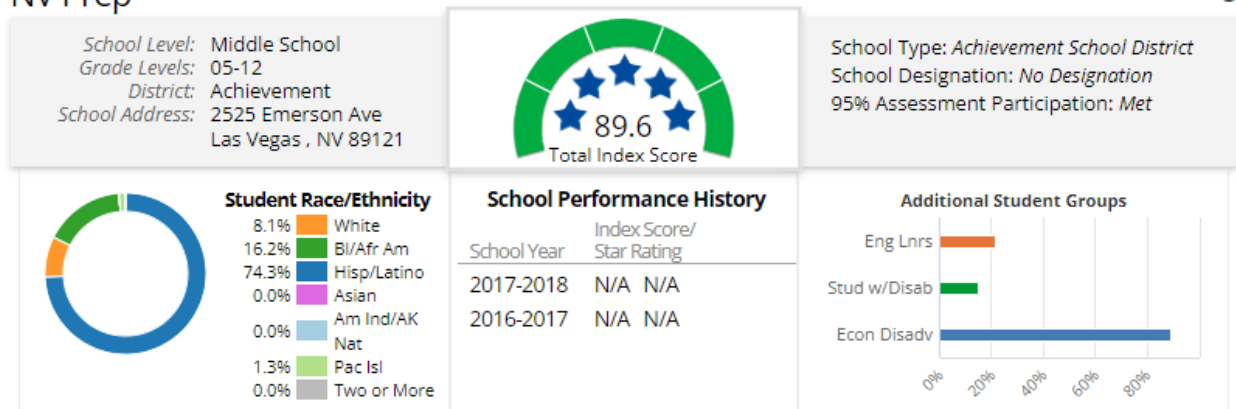 NV Prep
School Level: Middle School
Grade Levels: 05-12
District: Achievement
School Address: 2525 Emerson Ave
Las Vegas , NV 89121
89.6
Total Index Score
School Type: Achievement School District
School Designation: No Designation
95% Assessment Participation: Met
Student Race/Ethnicity
8.1% White
16.2% Bl/Afr Am
74.3% Hisp/Latino
0.0% Asian
0.0% Am Ind/AK
Nat
1.3% Pac Isl
0.0% Two or More
School Performance History
School Year Index Score/
Star Rating
2017-2018 N/A N/A
2016-2017 N/A N/A
Additional Student Groups
Eng Lnrs
Stud w/Disab
Econ Disadv
0% 20% 40% 60% 80%